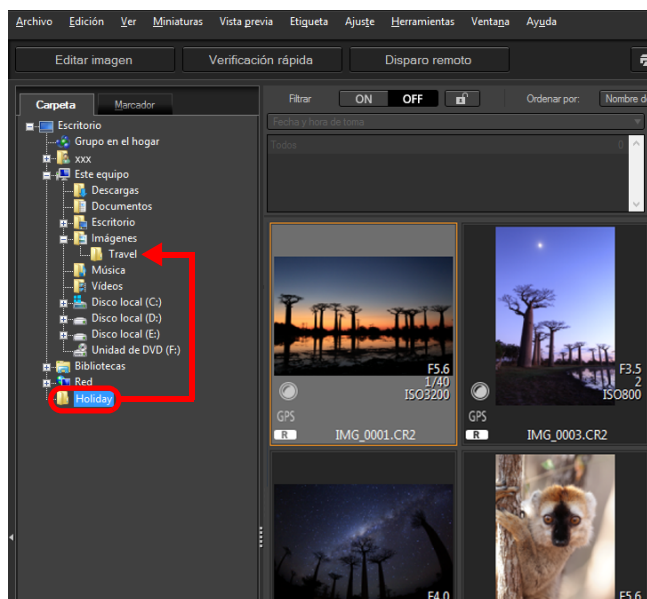 Archivo Edición Ver Miniaturas Vista previa Etiqueta Ajuste Herramientas Ventana Ayuda
Editar imagen Verificación rápida Disparo remoto
Carpeta Marcador
Filtrar ON OFF Ordenar por: Nombre d
Fecha y hora de toma
Todos 0
Escritorio
Grupo en el hogar
xxx
Este equipo
Descargas
Documentos
Escritorio
Imágenes
Travel
Música
Vídeos
Disco local (C:)
Disco local (D:)
Disco local (E:)
Unidad de DVD (F:)
Bibliotecas
Red
Holiday
F5.6
1/40
ISO3200
GPS
R IMG_0001.CR2
F3.5
2
ISO800
GPS
R IMG_0003.CR2
F4.0
F5.6